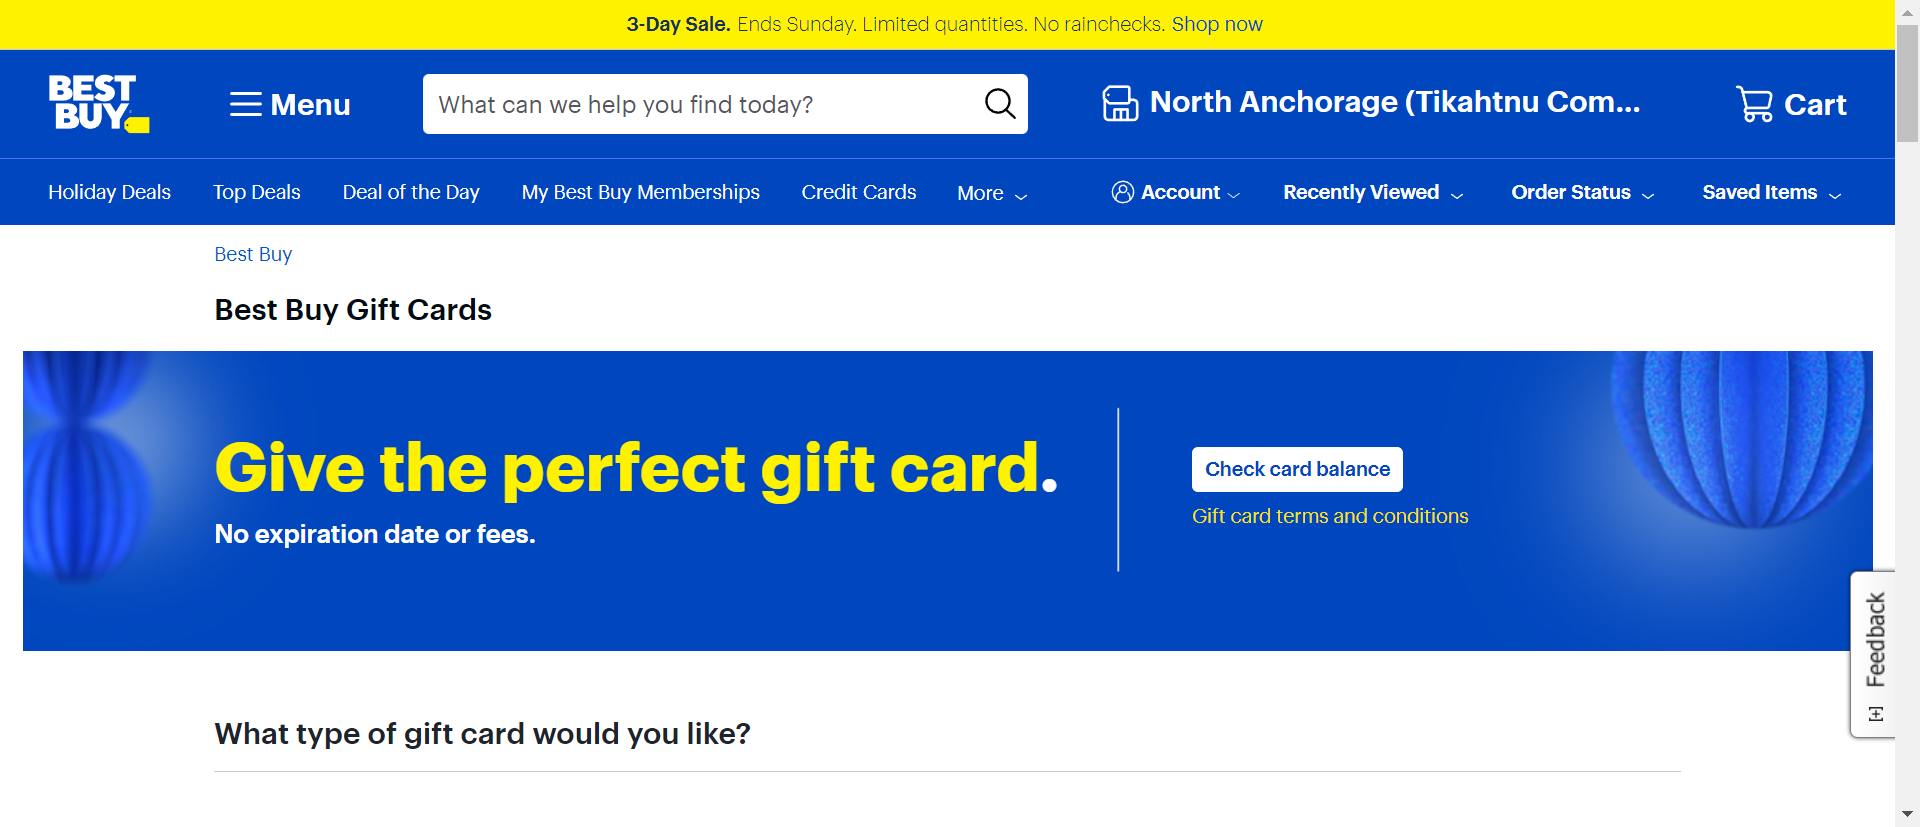 3-Day Sale. Ends Sunday. Limited quantities. No rainchecks. Shop now
BEST BUY
Menu
What can we help you find today?
North Anchorage (Tikahtnu Com...
Cart
Holiday Deals
Top Deals
Deal of the Day
My Best Buy Memberships
Credit Cards
More
Account
Recently Viewed
Order Status
Saved Items
Best Buy
Best Buy Gift Cards
Give the perfect gift card.
No expiration date or fees.
Check card balance
Gift card terms and conditions
[+] Feedback
What type of gift card would you like?